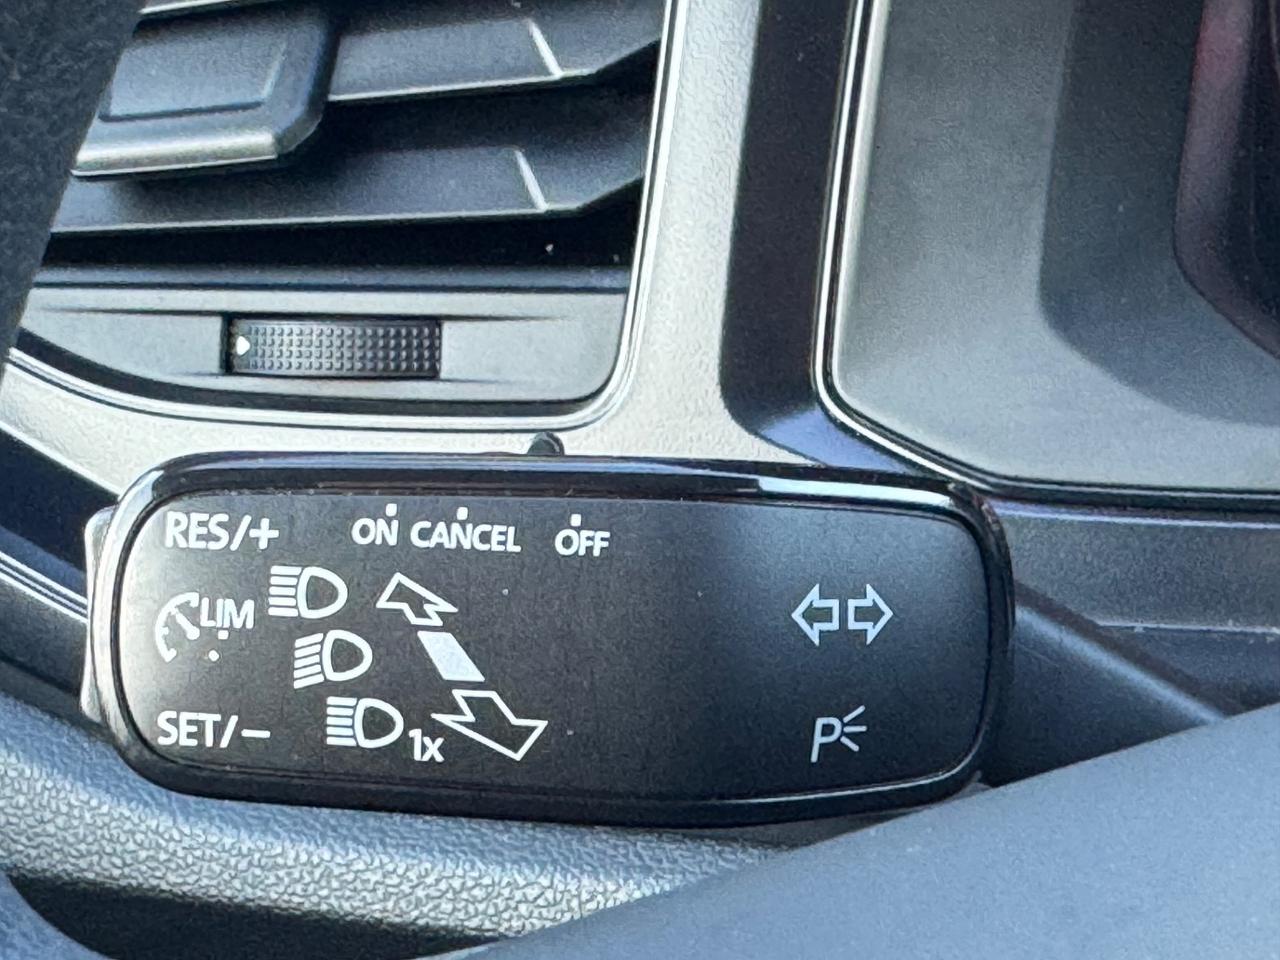 RES/+ ON CANCEL OFF
LIM
SET/- 1x
P